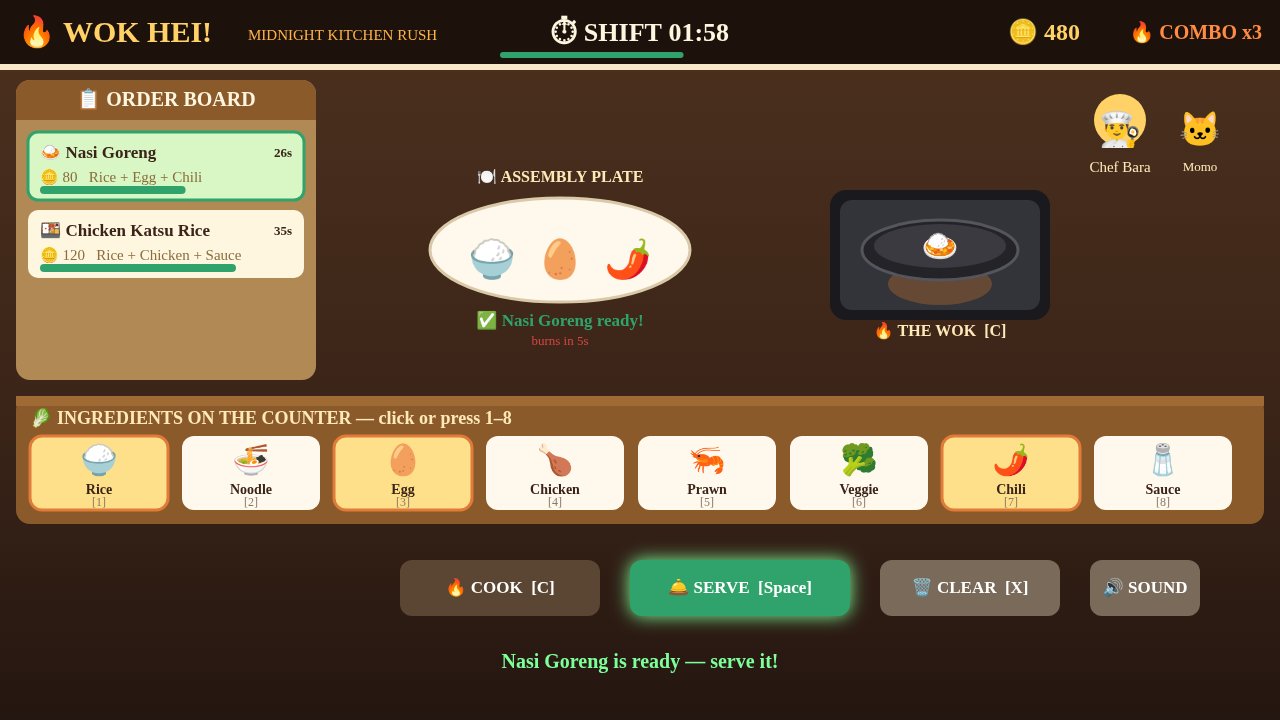 WOK HEI!
MIDNIGHT KITCHEN RUSH
SHIFT 01:58
480
COMBO x3
ORDER BOARD
Nasi Goreng
26s
80 Rice + Egg + Chili
Chicken Katsu Rice
35s
120 Rice + Chicken + Sauce
ASSEMBLY PLATE
Nasi Goreng ready!
burns in 5s
Chef Bara
Momo
THE WOK [C]
INGREDIENTS ON THE COUNTER — click or press 1–8
Rice
[1]
Noodle
[2]
Egg
[3]
Chicken
[4]
Prawn
[5]
Veggie
[6]
Chili
[7]
Sauce
[8]
COOK [C]
SERVE [Space]
CLEAR [X]
SOUND
Nasi Goreng is ready — serve it!